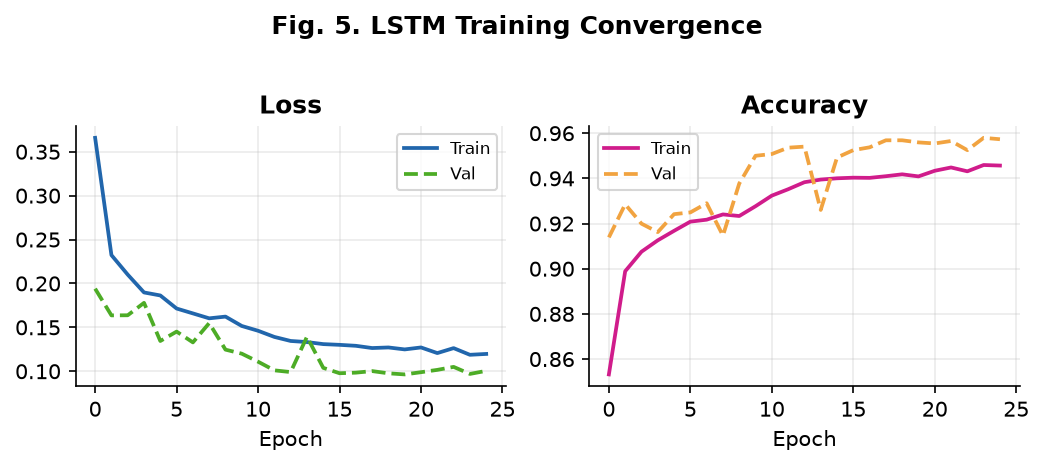 Fig. 5. LSTM Training Convergence
Loss
0.35
0.30
0.25
0.20
0.15
0.10
Train
Val
0 5 10 15 20 25
Epoch
Accuracy
0.96
0.94
0.92
0.90
0.88
0.86
Train
Val
0 5 10 15 20 25
Epoch